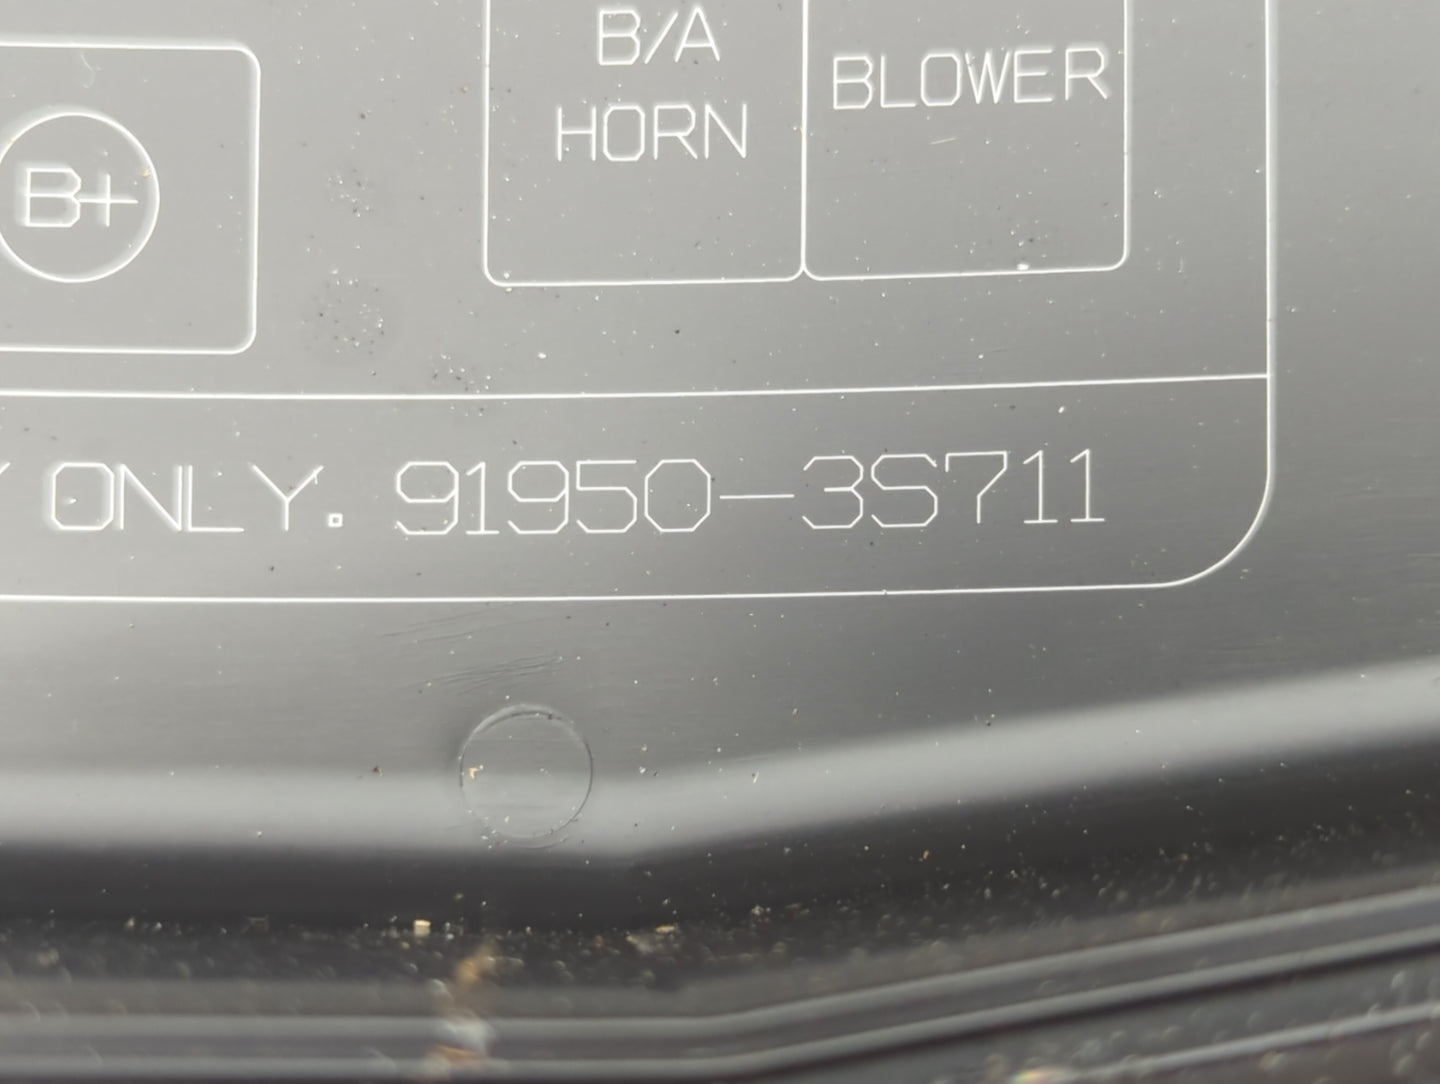 B/A
HORN
BLOWER
B+
ONLY. 91950-3S711